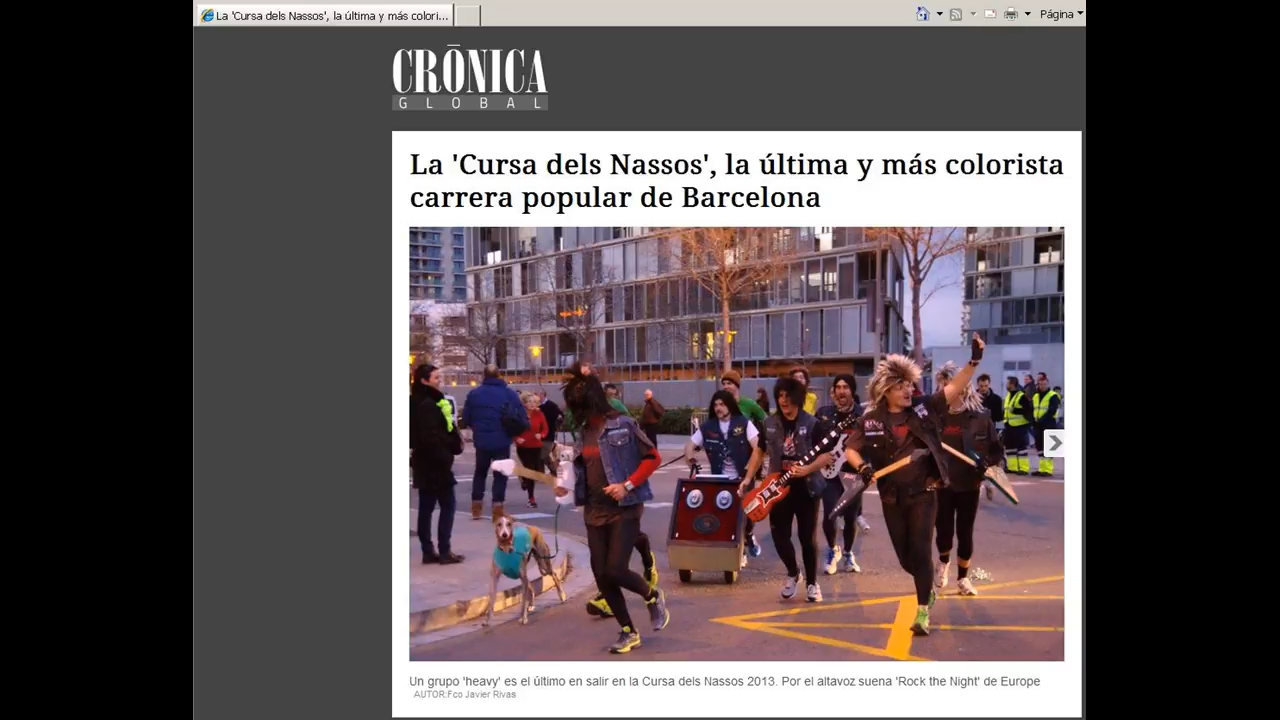 La 'Cursa dels Nassos', la última y más colori...
Página
CRŌNICA
GLOBAL
La 'Cursa dels Nassos', la última y más colorista
carrera popular de Barcelona
Un grupo 'heavy' es el último en salir en la Cursa dels Nassos 2013. Por el altavoz suena 'Rock the Night' de Europe
AUTOR:Fco Javier Rivas